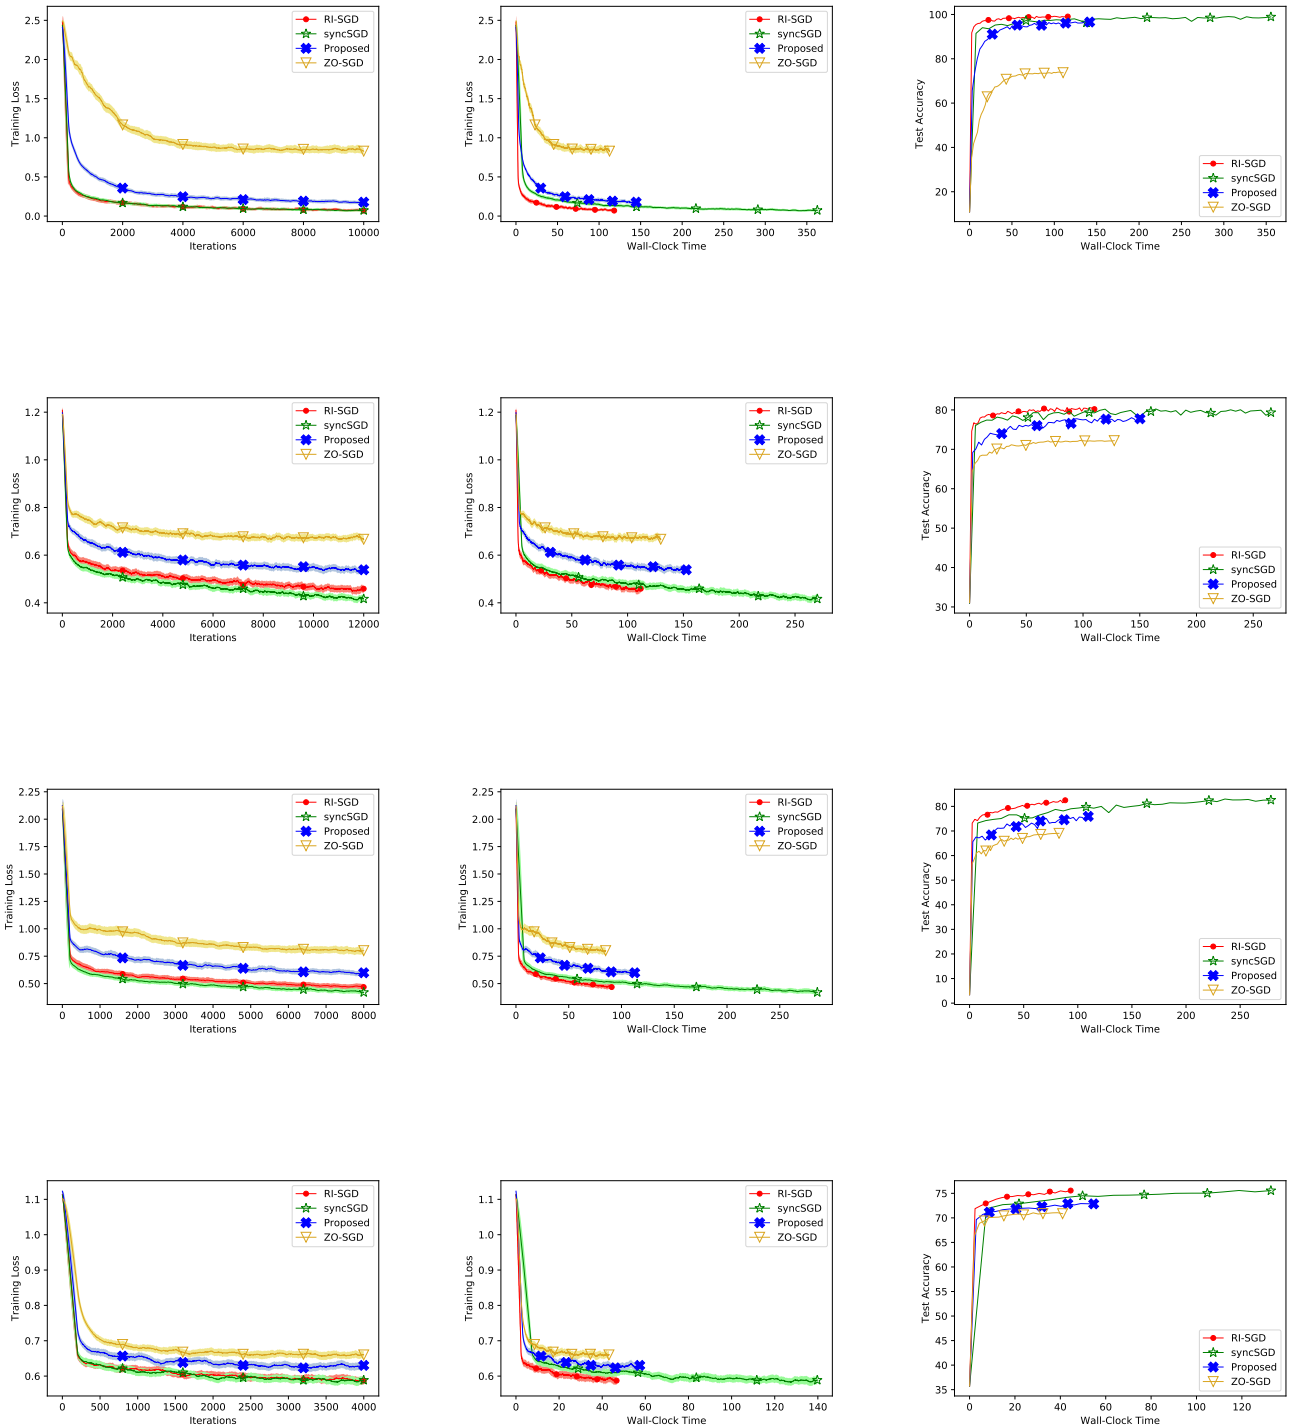 2.5
2.0
1.5
1.0
0.5
0.0
Training Loss
0 2000 4000 6000 8000 10000
Iterations
RI-SGD
syncSGD
Proposed
ZO-SGD
2.5
2.0
1.5
1.0
0.5
0.0
Training Loss
0 50 100 150 200 250 300 350
Wall-Clock Time
RI-SGD
syncSGD
Proposed
ZO-SGD
100
80
60
40
20
Test Accuracy
0 50 100 150 200 250 300 350
Wall-Clock Time
RI-SGD
syncSGD
Proposed
ZO-SGD
1.2
1.0
0.8
0.6
0.4
Training Loss
0 2000 4000 6000 8000 10000 12000
Iterations
RI-SGD
syncSGD
Proposed
ZO-SGD
1.2
1.0
0.8
0.6
0.4
Training Loss
0 50 100 150 200 250
Wall-Clock Time
RI-SGD
syncSGD
Proposed
ZO-SGD
80
70
60
50
40
30
Test Accuracy
0 50 100 150 200 250
Wall-Clock Time
RI-SGD
syncSGD
Proposed
ZO-SGD
2.25
2.00
1.75
1.50
1.25
1.00
0.75
0.50
Training Loss
0 1000 2000 3000 4000 5000 6000 7000 8000
Iterations
RI-SGD
syncSGD
Proposed
ZO-SGD
2.25
2.00
1.75
1.50
1.25
1.00
0.75
0.50
Training Loss
0 50 100 150 200 250
Wall-Clock Time
RI-SGD
syncSGD
Proposed
ZO-SGD
80
70
60
50
40
30
20
10
0
Test Accuracy
0 50 100 150 200 250
Wall-Clock Time
RI-SGD
syncSGD
Proposed
ZO-SGD
1.1
1.0
0.9
0.8
0.7
0.6
Training Loss
0 500 1000 1500 2000 2500 3000 3500 4000
Iterations
RI-SGD
syncSGD
Proposed
ZO-SGD
1.1
1.0
0.9
0.8
0.7
0.6
Training Loss
0 20 40 60 80 100 120 140
Wall-Clock Time
RI-SGD
syncSGD
Proposed
ZO-SGD
75
70
65
60
55
50
45
40
35
Test Accuracy
0 20 40 60 80 100 120
Wall-Clock Time
RI-SGD
syncSGD
Proposed
ZO-SGD